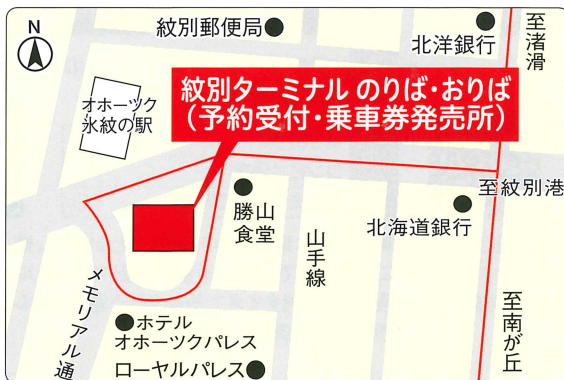 N
紋別郵便局
北洋銀行
至渚滑
オホーツク
氷紋の駅
紋別ターミナル のりば・おりば
(予約受付・乗車券発売所)
至紋別港
勝山
食堂
北海道銀行
山手線
メモリアル通
至南が丘
ホテル
オホーツクパレス
ローヤルパレス